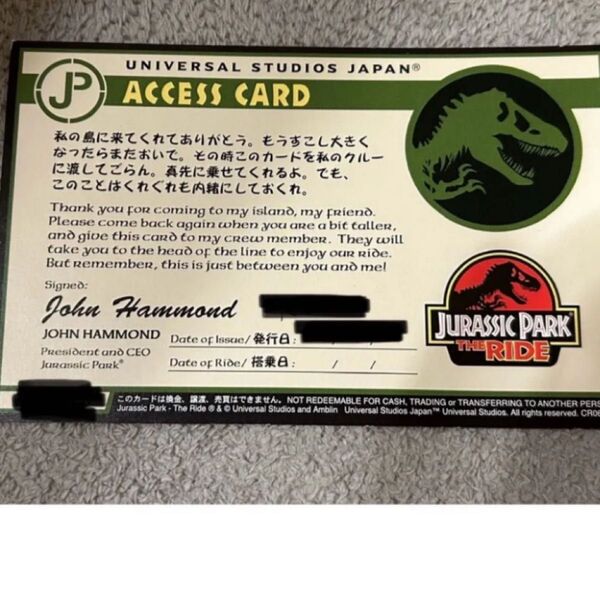 JP
UNIVERSAL STUDIOS JAPAN®
ACCESS CARD
私の島に来てくれてありがとう。もうすこし大きく
なったらまたおいで。その時このカードを私のクルー
に渡してごらん。真先に乗せてくれるよ。でも、
このことはくれぐれも内緒にしておくれ。
Thank you for coming to my island, my friend.
Please come back again when you are a bit taller,
and give this card to my crew member. They will
take you to the head of the line to enjoy our ride.
But remember, this is just between you and me!
Signed:
John Hammond
JOHN HAMMOND
President and CEO
Jurassic Park®
Date of Issue/ 発行日: / /
Date of Ride/ 搭乗日: / /
JURASSIC PARK
THE RIDE
このカードは換金、譲渡、売買はできません。 NOT REDEEMABLE FOR CASH, TRADING or TRANSFERRING TO ANOTHER PERS
Jurassic Park - The Ride ® & © Universal Studios and Amblin Universal Studios Japan™ Universal Studios. All rights reserved. CR06